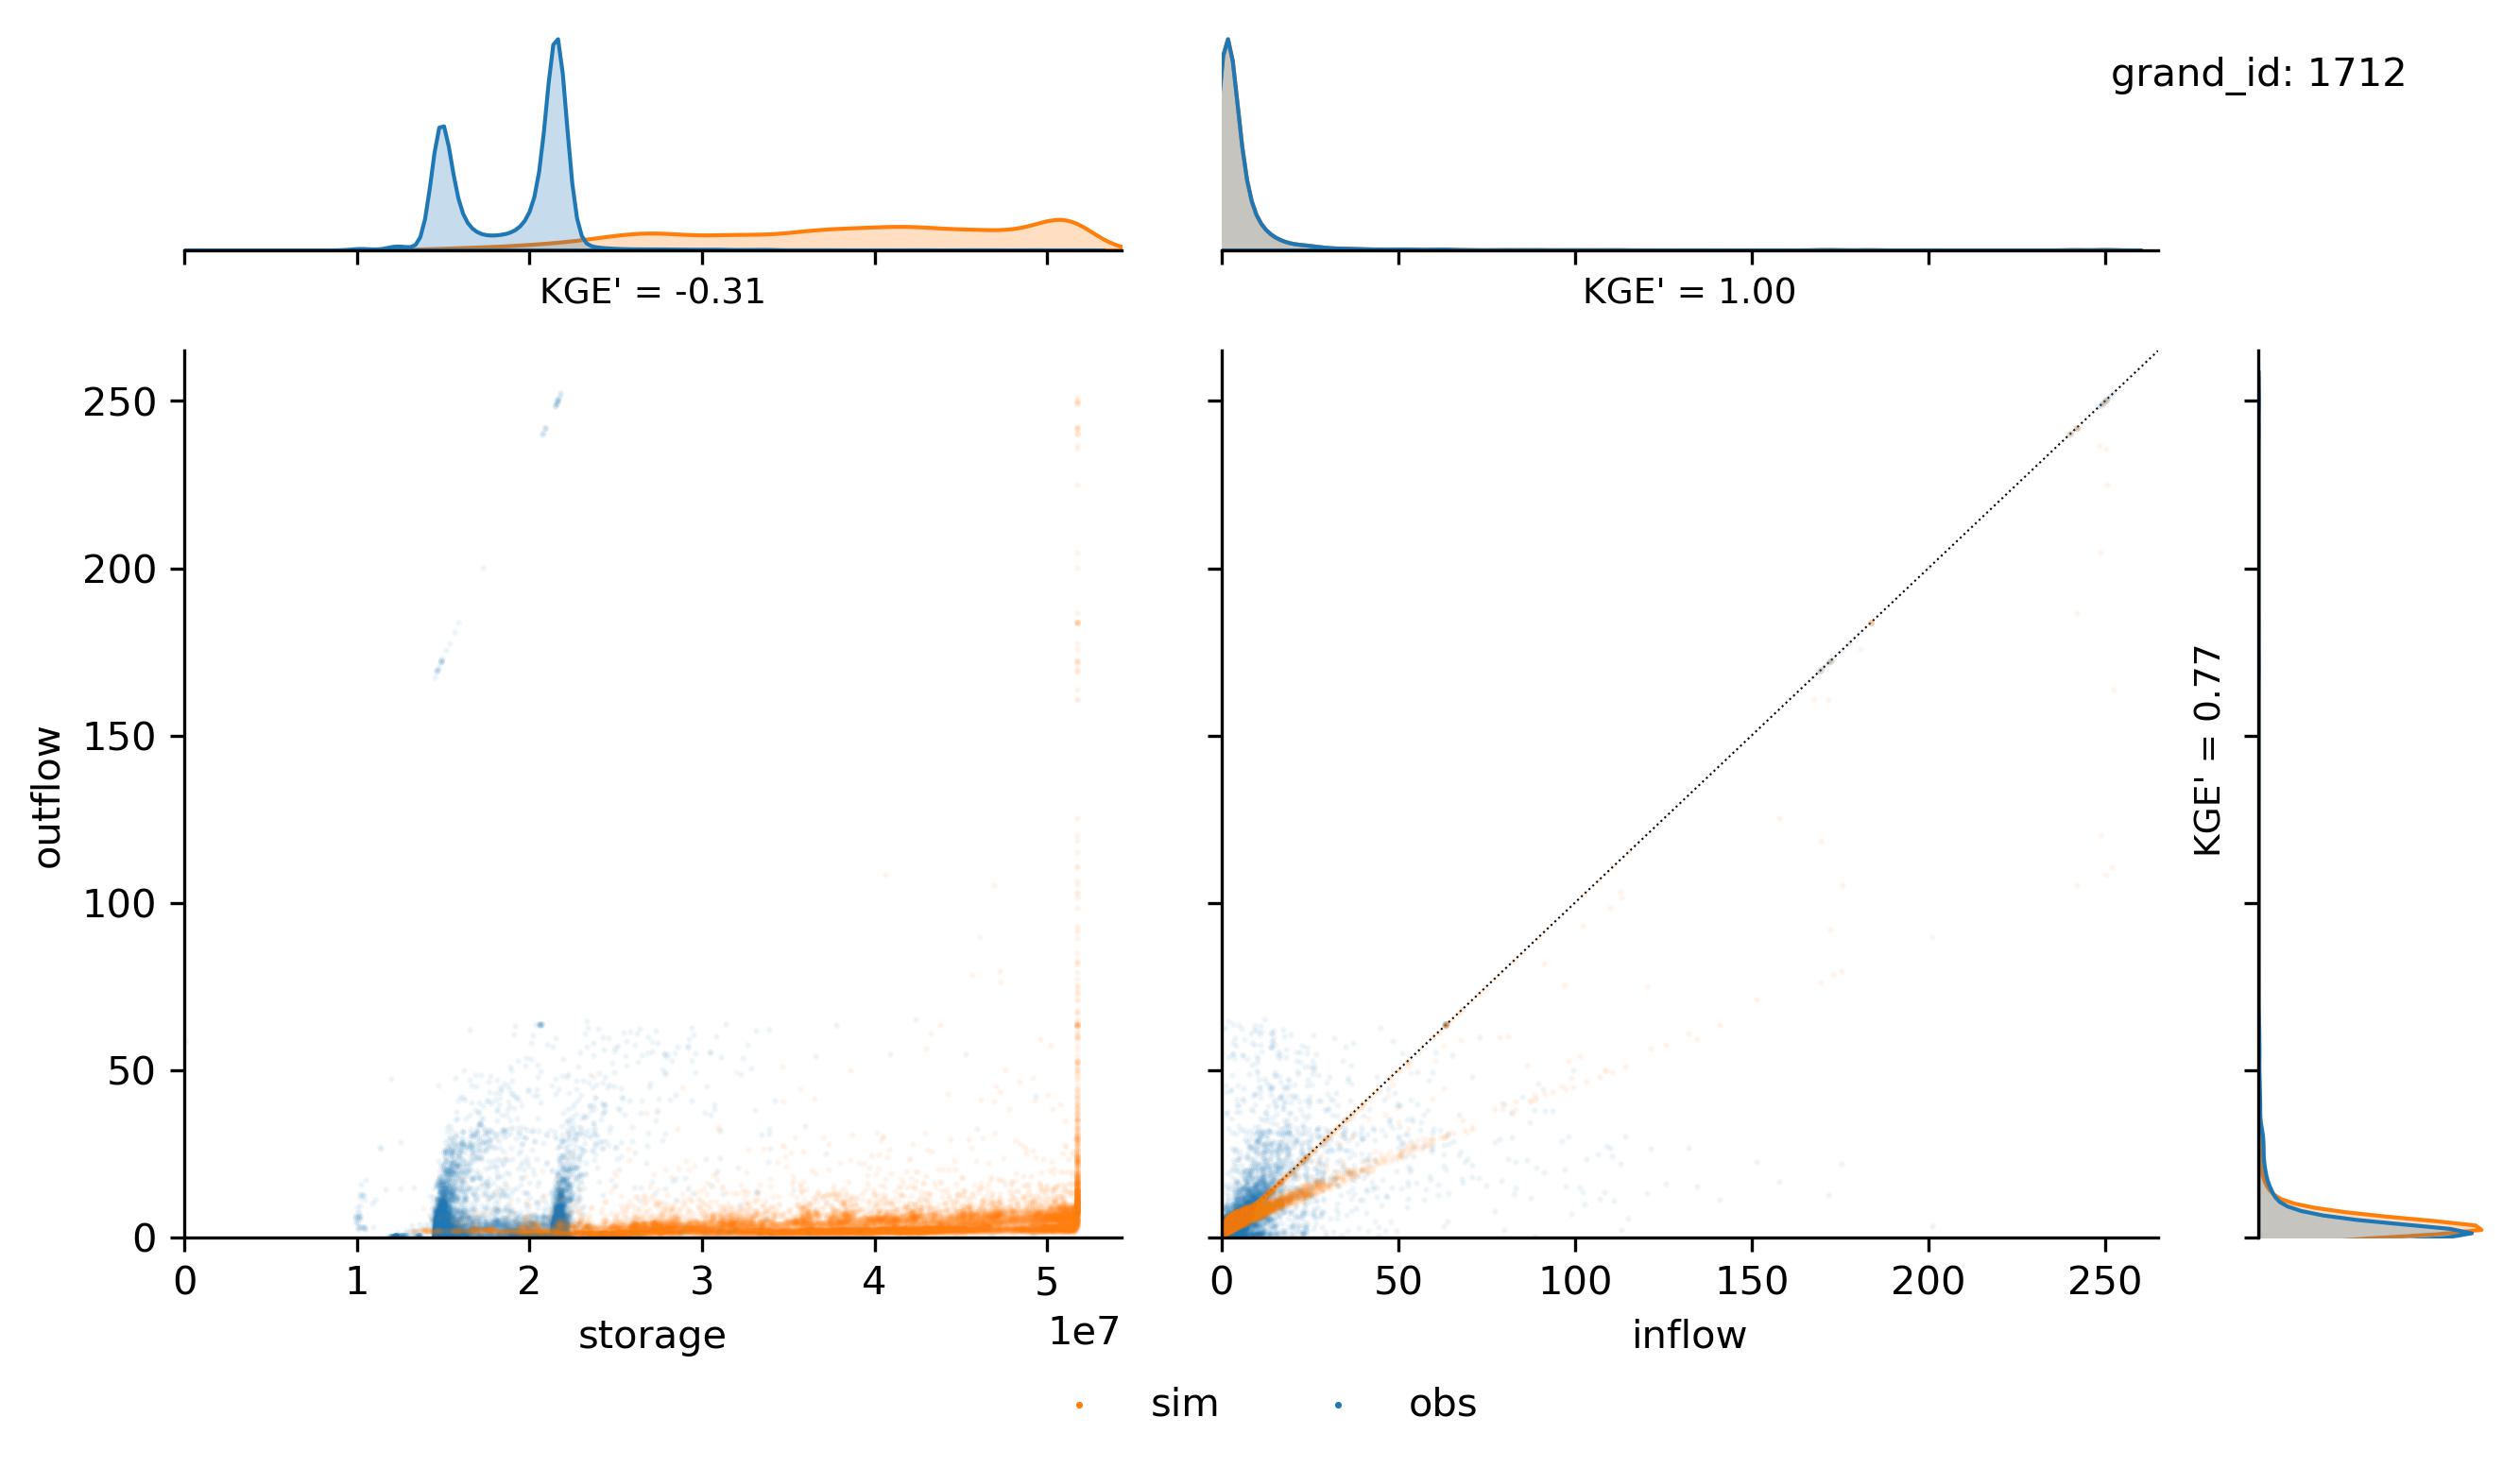 grand_id: 1712
KGE' = -0.31
KGE' = 1.00
outflow
250
200
150
100
50
0
KGE' = 0.77
0 1 2 3 4 5
1e7
storage
0 50 100 150 200 250
inflow
sim obs